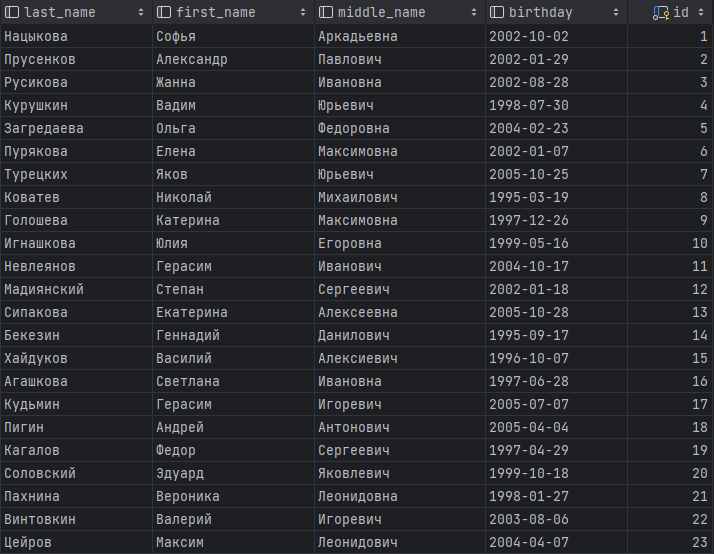 last_name first_name middle_name birthday id
Нацыкова Софья Аркадьевна 2002-10-02 1
Прусенков Александр Павлович 2002-01-29 2
Русикова Жанна Ивановна 2002-08-28 3
Курушкин Вадим Юрьевич 1998-07-30 4
Загредаева Ольга Федоровна 2004-02-23 5
Пурякова Елена Максимовна 2002-01-07 6
Турецких Яков Юрьевич 2005-10-25 7
Коватев Николай Михаилович 1995-03-19 8
Голошева Катерина Максимовна 1997-12-26 9
Игнашкова Юлия Егоровна 1999-05-16 10
Невлеянов Герасим Иванович 2004-10-17 11
Мадиянский Степан Сергеевич 2002-01-18 12
Сипакова Екатерина Алексеевна 2005-10-28 13
Бекезин Геннадий Данилович 1995-09-17 14
Хайдуков Василий Алексиевич 1996-10-07 15
Агашкова Светлана Ивановна 1997-06-28 16
Кудьмин Герасим Игоревич 2005-07-07 17
Пигин Андрей Антонович 2005-04-04 18
Кагалов Федор Сергеевич 1997-04-29 19
Соловский Эдуард Яковлевич 1999-10-18 20
Пахнина Вероника Леонидовна 1998-01-27 21
Винтовкин Валерий Игоревич 2003-08-06 22
Цейров Максим Леонидович 2004-04-07 23